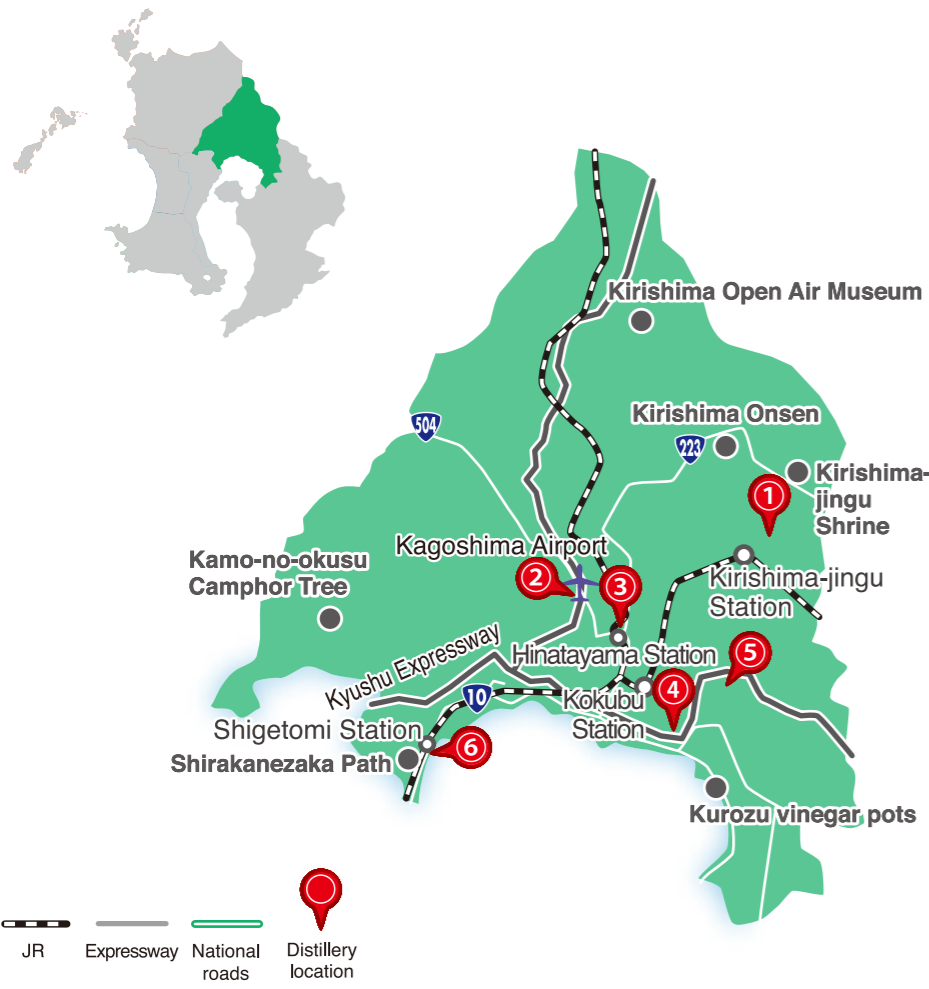 Kirishima Open Air Museum
Kirishima Onsen
504
223
Kirishima-
jingu
Shrine
1
Kagoshima Airport
Kamo-no-okusu
Camphor Tree
2
3
Kirishima-jingu
Station
Hinatayama Station
5
Kyushu Expressway
10
4
Kokubu
Station
Shigetomi Station
6
Shirakanezaka Path
Kurozu vinegar pots
JR
Expressway
National
roads
Distillery
location